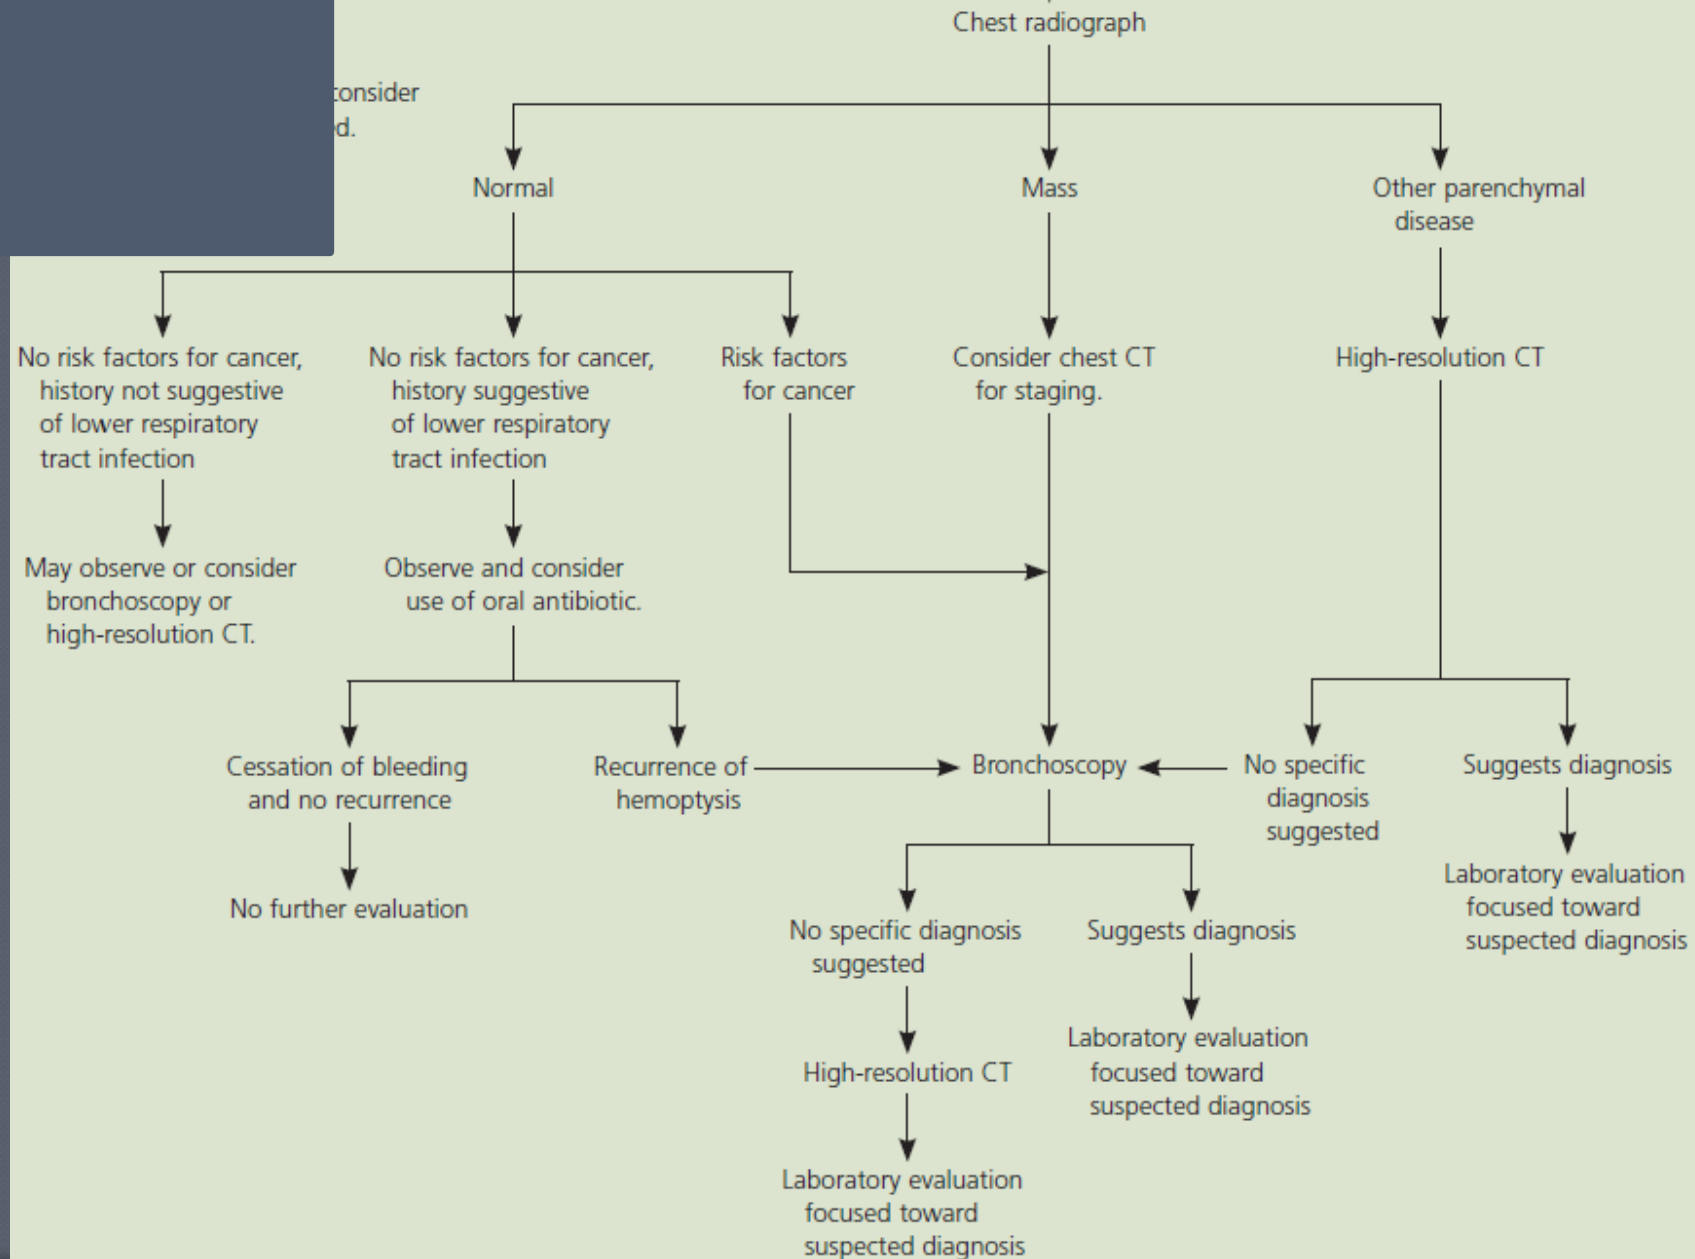 Chest radiograph
consider
d.
Normal
Mass
Other parenchymal
disease
No risk factors for cancer,
history not suggestive
of lower respiratory
tract infection
No risk factors for cancer,
history suggestive
of lower respiratory
tract infection
Risk factors
for cancer
Consider chest CT
for staging.
High-resolution CT
May observe or consider
bronchoscopy or
high-resolution CT.
Observe and consider
use of oral antibiotic.
Cessation of bleeding
and no recurrence
Recurrence of
hemoptysis
Bronchoscopy
No specific
diagnosis
suggested
Suggests diagnosis
No further evaluation
Laboratory evaluation
focused toward
suspected diagnosis
No specific diagnosis
suggested
Suggests diagnosis
High-resolution CT
Laboratory evaluation
focused toward
suspected diagnosis
Laboratory evaluation
focused toward
suspected diagnosis